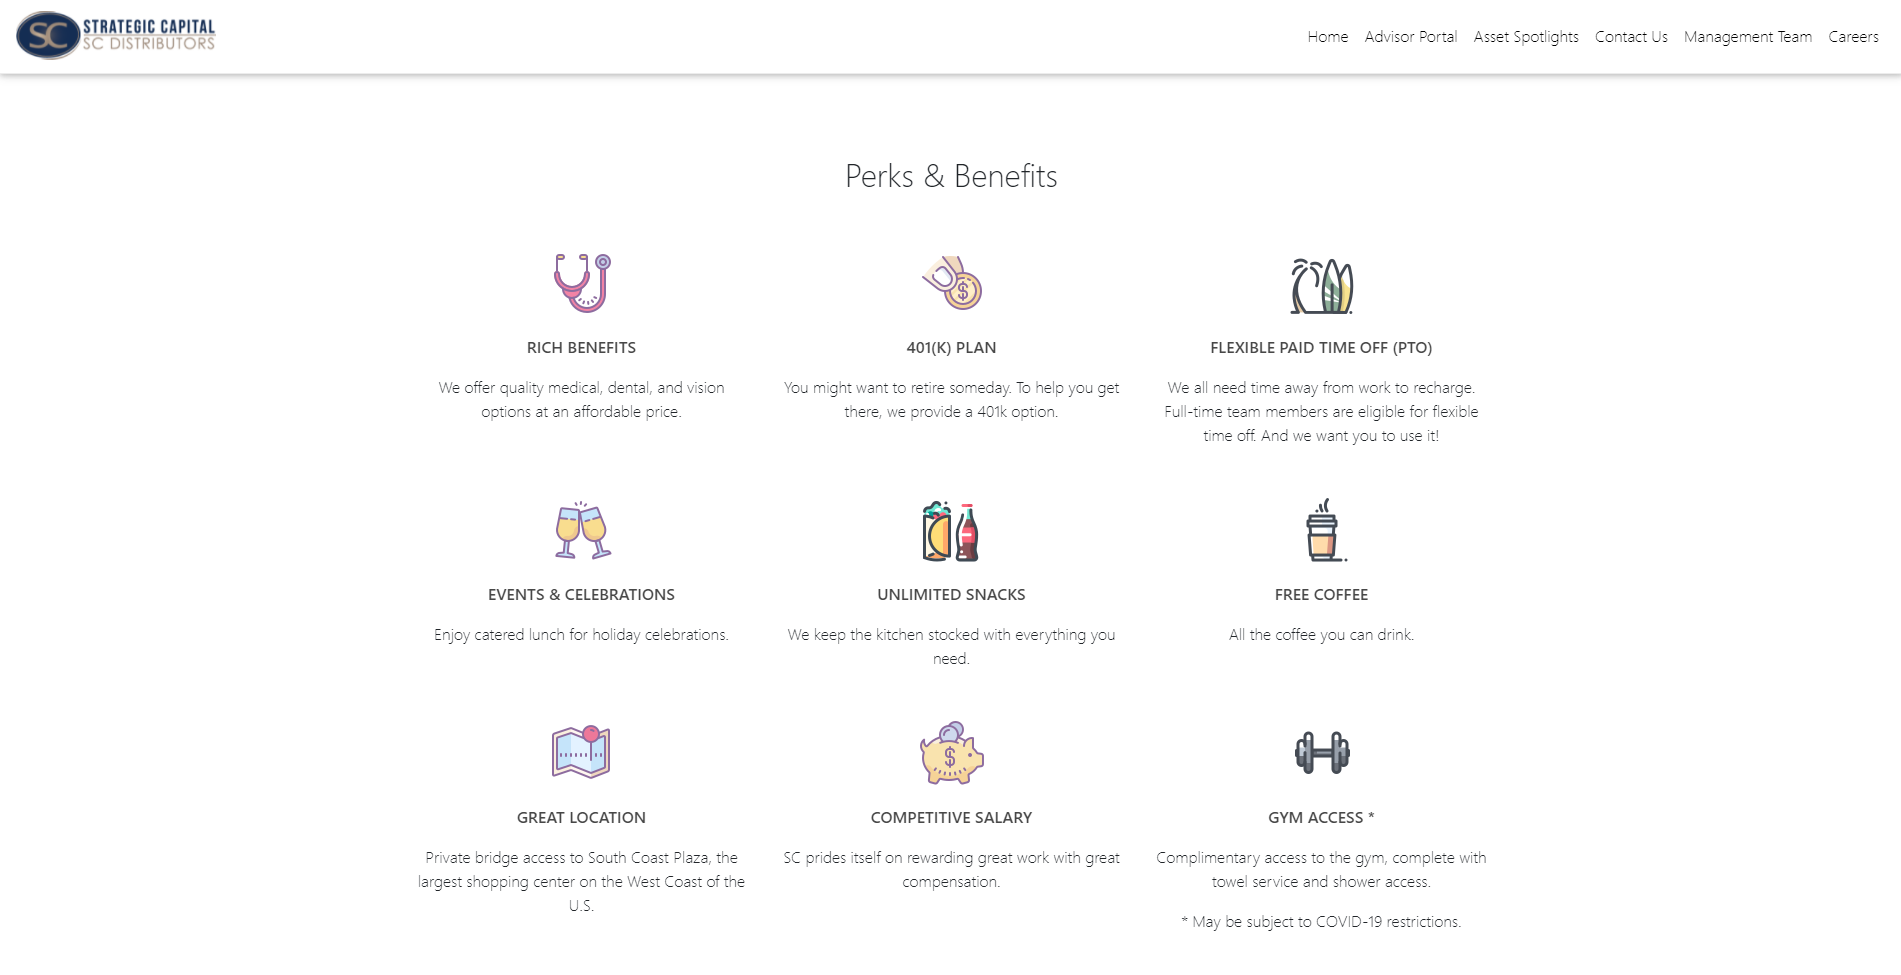 SC STRATEGIC CAPITAL
SC DISTRIBUTORS
Home Advisor Portal Asset Spotlights Contact Us Management Team Careers
Perks & Benefits
RICH BENEFITS
We offer quality medical, dental, and vision
options at an affordable price.
401(K) PLAN
You might want to retire someday. To help you get
there, we provide a 401k option.
FLEXIBLE PAID TIME OFF (PTO)
We all need time away from work to recharge.
Full-time team members are eligible for flexible
time off. And we want you to use it!
EVENTS & CELEBRATIONS
Enjoy catered lunch for holiday celebrations.
UNLIMITED SNACKS
We keep the kitchen stocked with everything you
need.
FREE COFFEE
All the coffee you can drink.
GREAT LOCATION
Private bridge access to South Coast Plaza, the
largest shopping center on the West Coast of the
U.S.
COMPETITIVE SALARY
SC prides itself on rewarding great work with great
compensation.
GYM ACCESS *
Complimentary access to the gym, complete with
towel service and shower access.
* May be subject to COVID-19 restrictions.